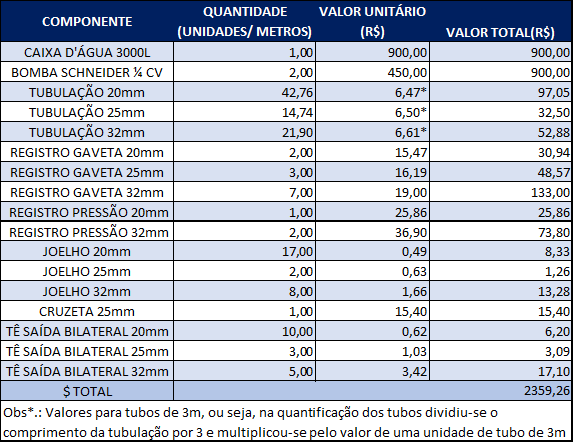 COMPONENTE QUANTIDADE (UNIDADES/ METROS) VALOR UNITÁRIO (R$) VALOR TOTAL(R$)
CAIXA D'ÁGUA 3000L 1,00 900,00 900,00
BOMBA SCHNEIDER ¼ CV 2,00 450,00 900,00
TUBULAÇÃO 20mm 42,76 6,47* 97,05
TUBULAÇÃO 25mm 14,74 6,50* 32,50
TUBULAÇÃO 32mm 21,90 6,61* 52,88
REGISTRO GAVETA 20mm 2,00 15,47 30,94
REGISTRO GAVETA 25mm 3,00 16,19 48,57
REGISTRO GAVETA 32mm 7,00 19,00 133,00
REGISTRO PRESSÃO 20mm 1,00 25,86 25,86
REGISTRO PRESSÃO 32mm 2,00 36,90 73,80
JOELHO 20mm 17,00 0,49 8,33
JOELHO 25mm 2,00 0,63 1,26
JOELHO 32mm 8,00 1,66 13,28
CRUZETA 25mm 1,00 15,40 15,40
TÊ SAÍDA BILATERAL 20mm 10,00 0,62 6,20
TÊ SAÍDA BILATERAL 25mm 3,00 1,03 3,09
TÊ SAÍDA BILATERAL 32mm 5,00 3,42 17,10
$ TOTAL 2359,26
Obs*.: Valores para tubos de 3m, ou seja, na quantificação dos tubos dividiu-se o
comprimento da tubulação por 3 e multiplicou-se pelo valor de uma unidade de tubo de 3m